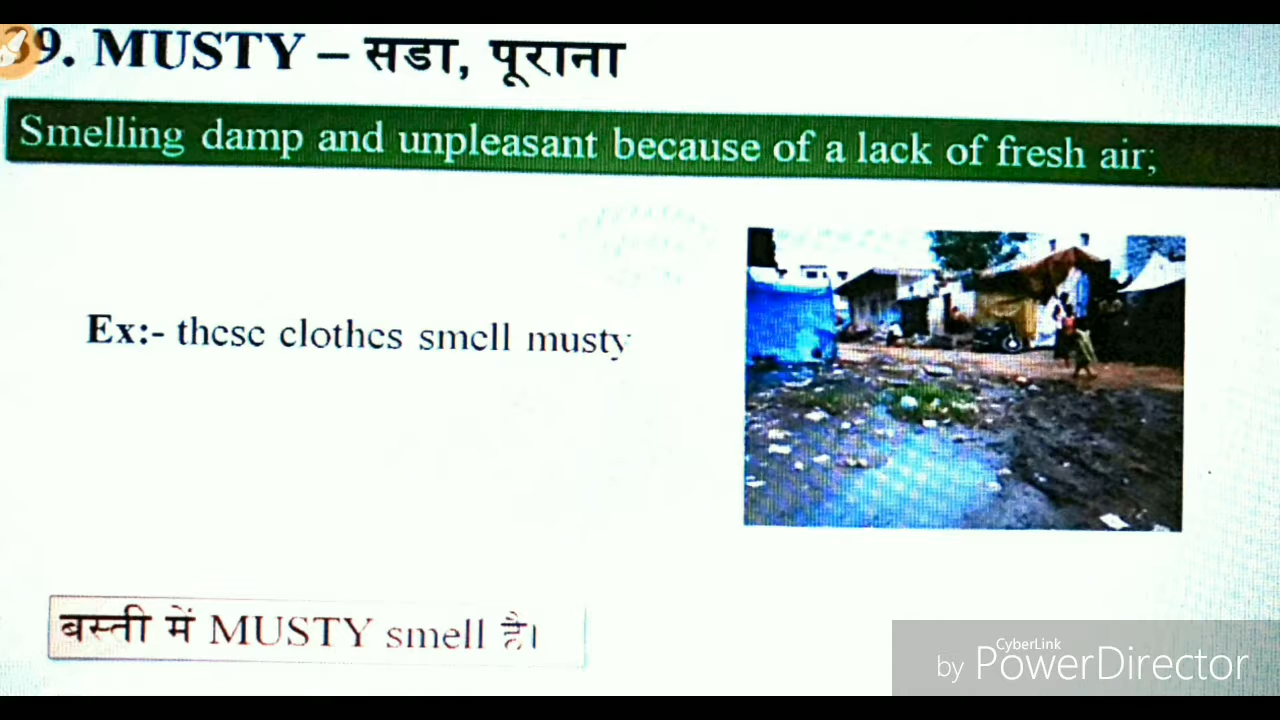 39. MUSTY – सडा, पूराना
Smelling damp and unpleasant because of a lack of fresh air;
Ex:- these clothes smell musty
बस्ती में MUSTY smell है।
CyberLink
by PowerDirector